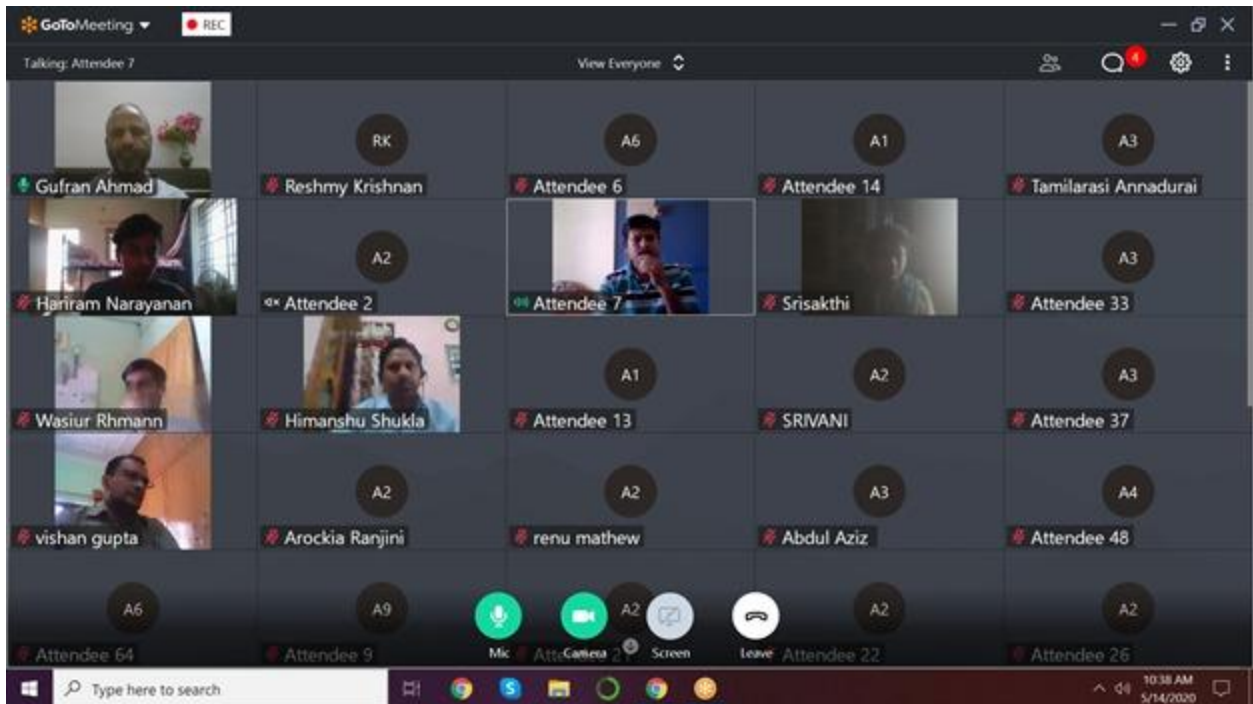 GoToMeeting
REC
Talking: Attendee 7
View Everyone
4
RK
A6
A1
A3
Gufran Ahmad
Reshmy Krishnan
Attendee 6
Attendee 14
Tamilarasi Annadurai
A2
A3
Hariram Narayanan
Attendee 2
Attendee 7
Srisakthi
Attendee 33
A1
A2
A3
Wasiur Rhmann
Himanshu Shukla
Attendee 13
SRIVANI
Attendee 37
A2
A2
A3
A4
vishan gupta
Arockia Ranjini
renu mathew
Abdul Aziz
Attendee 48
A6
A9
A2
A2
A2
Mic
Camera
Screen
Leave
Attendee 64
Attendee 9
Attendee 22
Attendee 26
Type here to search
10:38 AM
5/14/2020